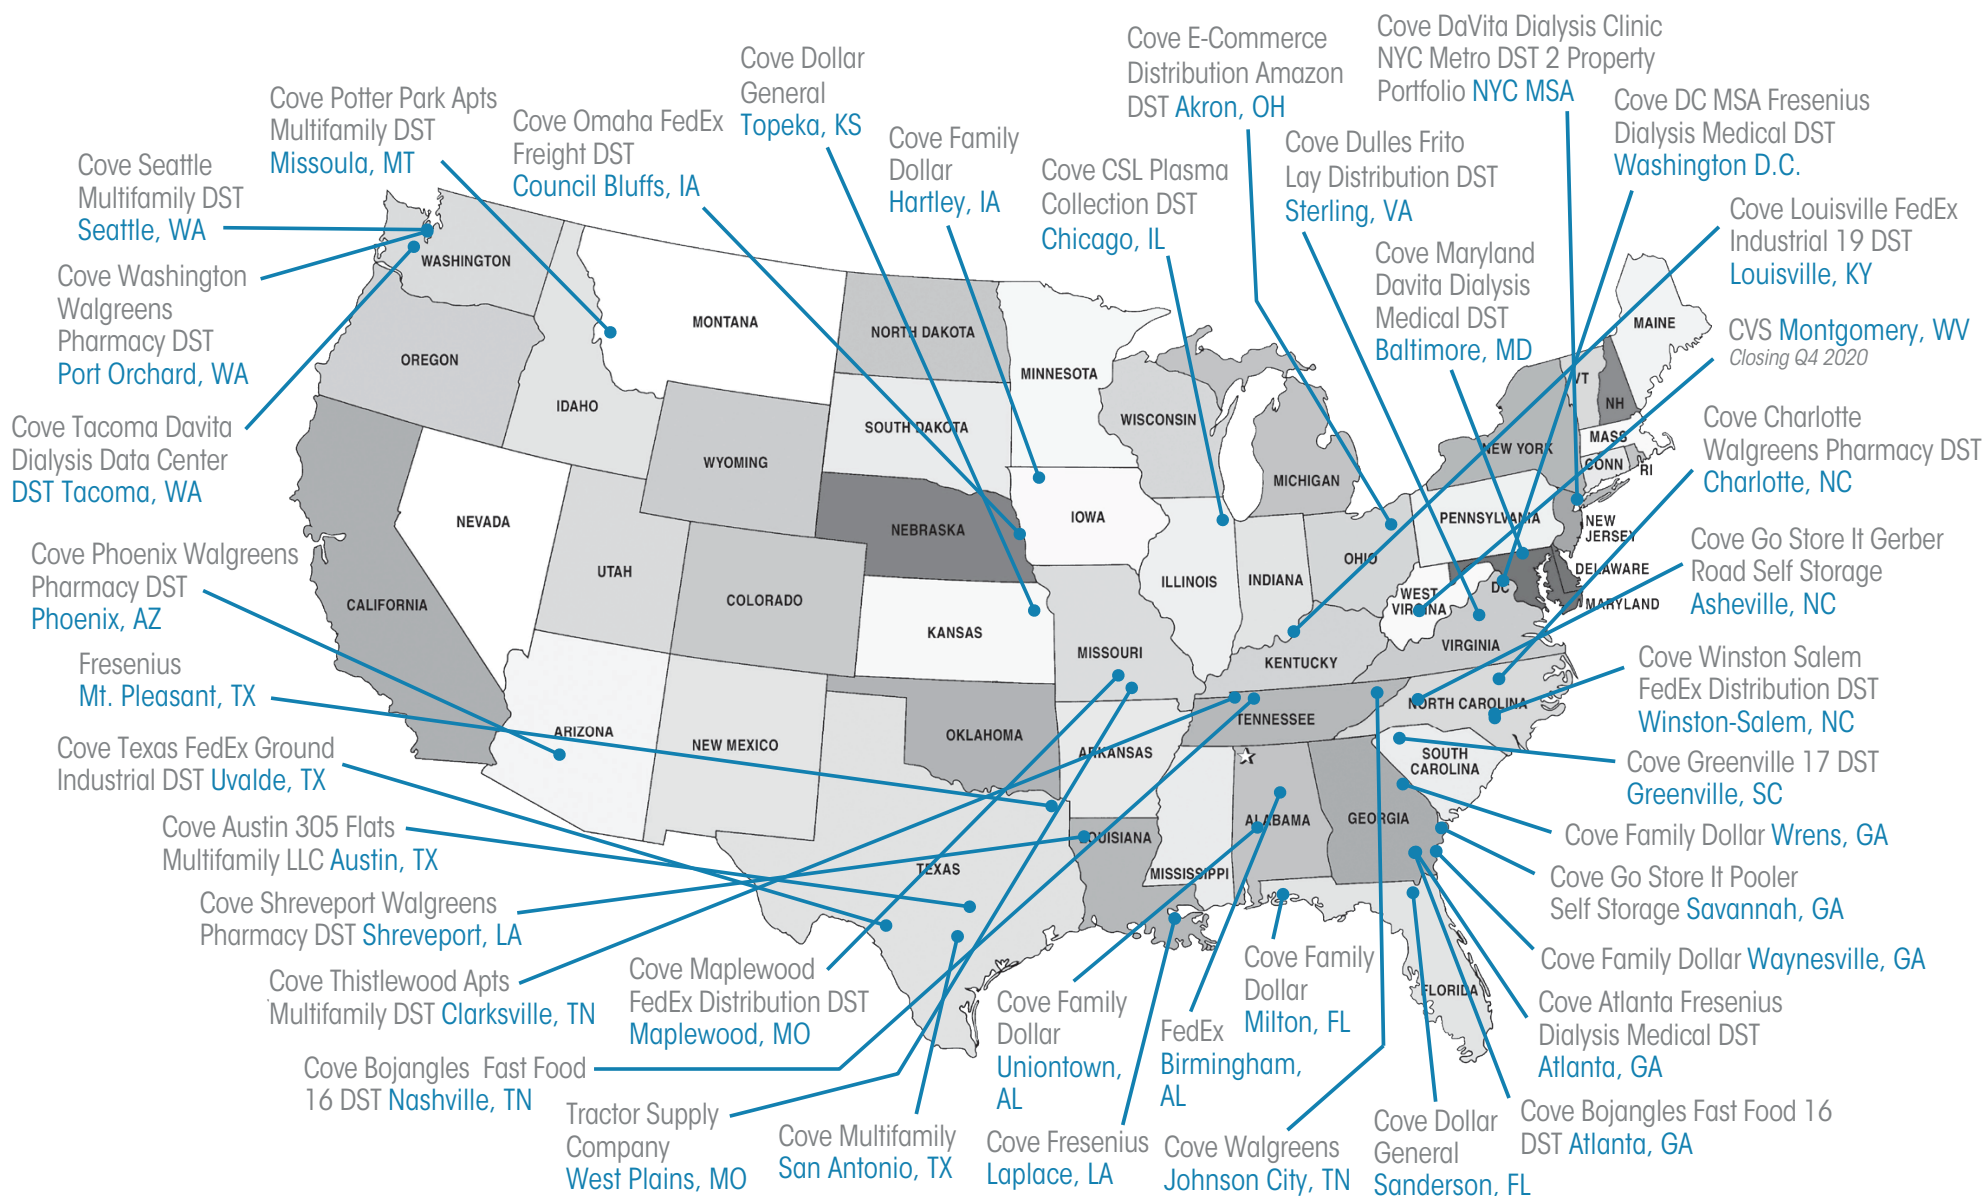 Cove Seattle
Multifamily DST
Seattle, WA
Cove Washington
Walgreens
Pharmacy DST
Port Orchard, WA
Cove Tacoma Davita
Dialysis Data Center
DST Tacoma, WA
Cove Potter Park Apts
Multifamily DST
Missoula, MT
Cove Omaha FedEx
Freight DST
Council Bluffs, IA
Cove Dollar
General
Topeka, KS
Cove Family
Dollar
Hartley, IA
Cove CSL Plasma
Collection DST
Chicago, IL
Cove E-Commerce
Distribution Amazon
DST Akron, OH
Cove Dulles Frito
Lay Distribution DST
Sterling, VA
Cove DaVita Dialysis Clinic
NYC Metro DST 2 Property
Portfolio NYC MSA
Cove Maryland
Davita Dialysis
Medical DST
Baltimore, MD
Cove DC MSA Fresenius
Dialysis Medical DST
Washington D.C.
Cove Louisville FedEx
Industrial 19 DST
Louisville, KY
CVS Montgomery, WV
Closing Q4 2020
Cove Charlotte
Walgreens Pharmacy DST
Charlotte, NC
Cove Go Store It Gerber
Road Self Storage
Asheville, NC
Cove Winston Salem
FedEx Distribution DST
Winston-Salem, NC
Cove Greenville 17 DST
Greenville, SC
Cove Family Dollar Wrens, GA
Cove Go Store It Pooler
Self Storage Savannah, GA
Cove Family Dollar Waynesville, GA
Cove Atlanta Fresenius
Dialysis Medical DST
Atlanta, GA
Cove Bojangles Fast Food 16
DST Atlanta, GA
Cove Dollar
General
Sanderson, FL
Cove Walgreens
Johnson City, TN
Cove Family
Dollar
Milton, FL
FedEx
Birmingham,
AL
Cove Fresenius
Laplace, LA
Cove Family
Dollar
Uniontown,
AL
Cove Multifamily
San Antonio, TX
Tractor Supply
Company
West Plains, MO
Cove Maplewood
FedEx Distribution DST
Maplewood, MO
Cove Bojangles Fast Food
16 DST Nashville, TN
Cove Thistlewood Apts
Multifamily DST Clarksville, TN
Cove Shreveport Walgreens
Pharmacy DST Shreveport, LA
Cove Austin 305 Flats
Multifamily LLC Austin, TX
Cove Texas FedEx Ground
Industrial DST Uvalde, TX
Fresenius
Mt. Pleasant, TX
Cove Phoenix Walgreens
Pharmacy DST
Phoenix, AZ
WASHINGTON
OREGON
CALIFORNIA
NEVADA
IDAHO
MONTANA
WYOMING
UTAH
COLORADO
ARIZONA
NEW MEXICO
NORTH DAKOTA
SOUTH DAKOTA
NEBRASKA
KANSAS
OKLAHOMA
TEXAS
MINNESOTA
IOWA
MISSOURI
ARKANSAS
LOUISIANA
WISCONSIN
ILLINOIS
MICHIGAN
INDIANA
OHIO
KENTUCKY
TENNESSEE
MISSISSIPPI
ALABAMA
GEORGIA
FLORIDA
SOUTH
CAROLINA
NORTH CAROLINA
VIRGINIA
WEST
VIRGINIA
DC
MARYLAND
DELAWARE
NEW
JERSEY
PENNSYLVANIA
NEW YORK
CONN
RI
MASS
VT
NH
MAINE